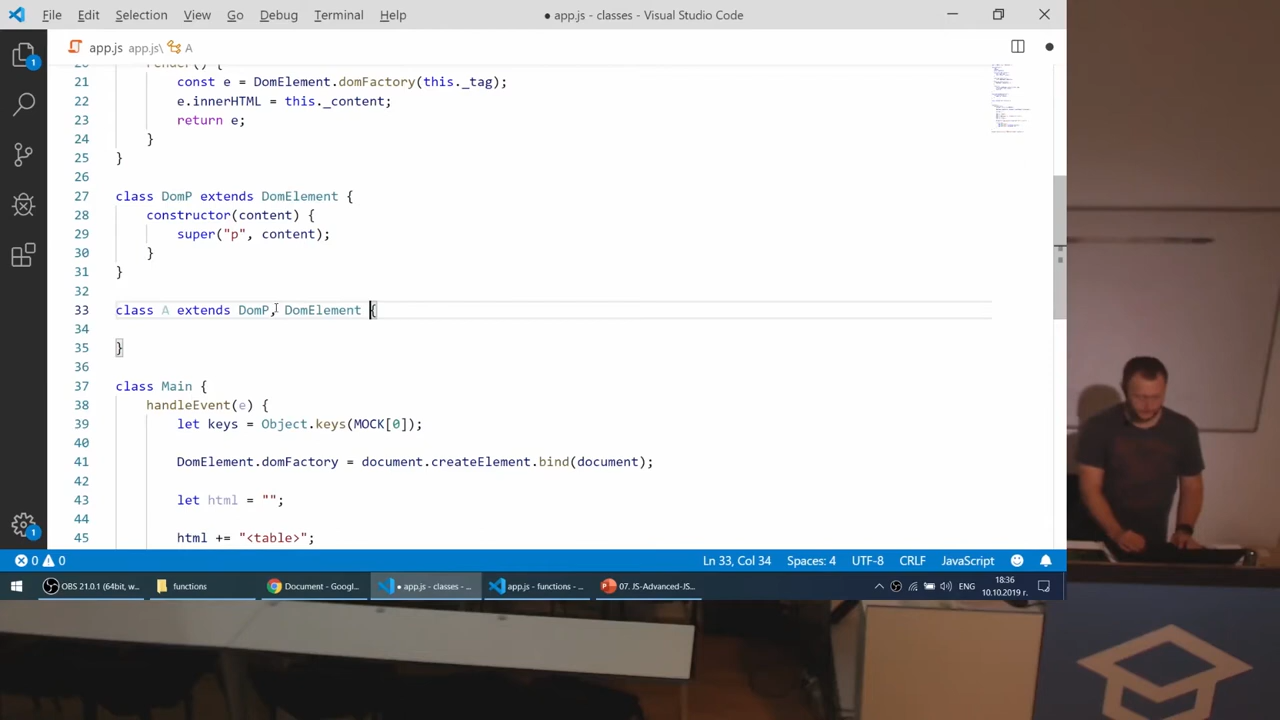 File Edit Selection View Go Debug Terminal Help
● app.js - classes - Visual Studio Code
app.js app.js\ A
1
21 const e = DomElement.domFactory(this._tag);
22 e.innerHTML = this._content;
23 return e;
24 }
25 }
26
27 class DomP extends DomElement {
28 constructor(content) {
29 super("p", content);
30 }
31 }
32
33 class A extends DomP, DomElement {
34
35 }
36
37 class Main {
38 handleEvent(e) {
39 let keys = Object.keys(MOCK[0]);
40
41 DomElement.domFactory = document.createElement.bind(document);
42
43 let html = "";
44
45 html += "<table>";
1
0 0 Ln 33, Col 34 Spaces: 4 UTF-8 CRLF JavaScript
OBS 21.0.1 (64bit, w... functions Document - Googl... ● app.js - classes - ... app.js - functions - ... 07. JS-Advanced-JS... ENG 18:36
10.10.2019 г.